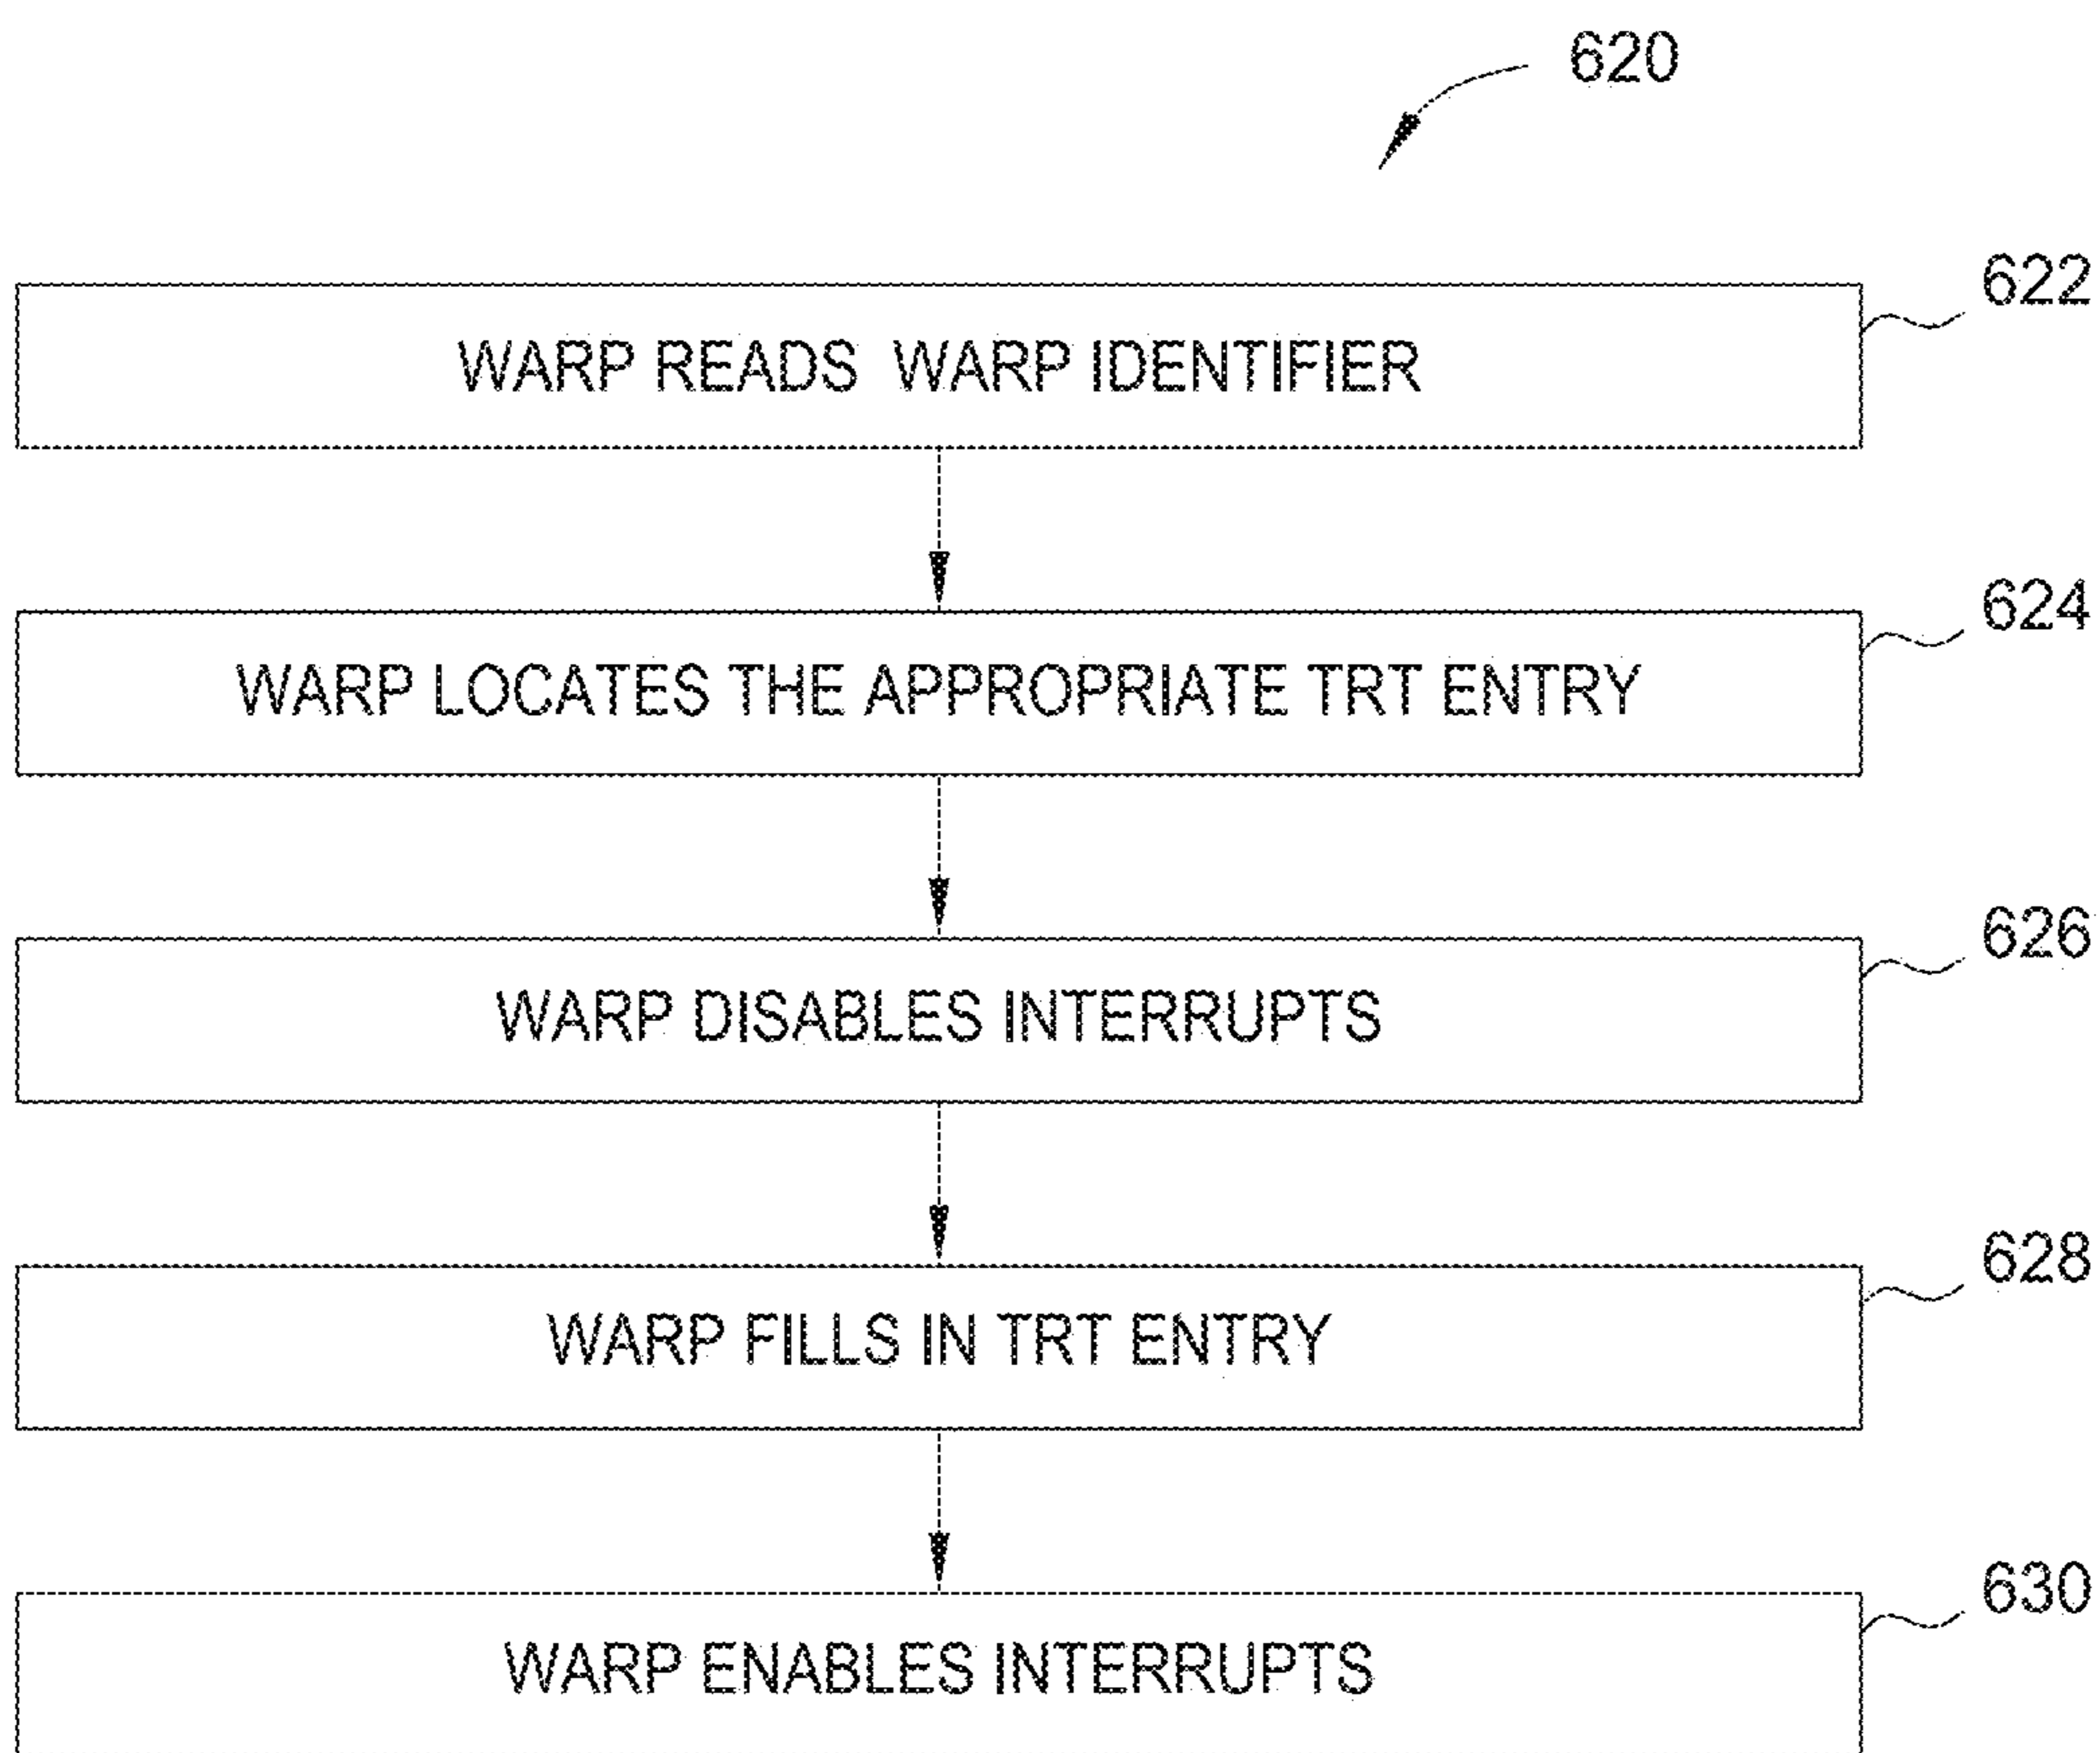 620
622
WARP READS WARP IDENTIFIER
624
WARP LOCATES THE APPROPRIATE TRT ENTRY
626
WARP DISABLES INTERRUPTS
628
WARP FILLS IN TRT ENTRY
630
WARP ENABLES INTERRUPTS